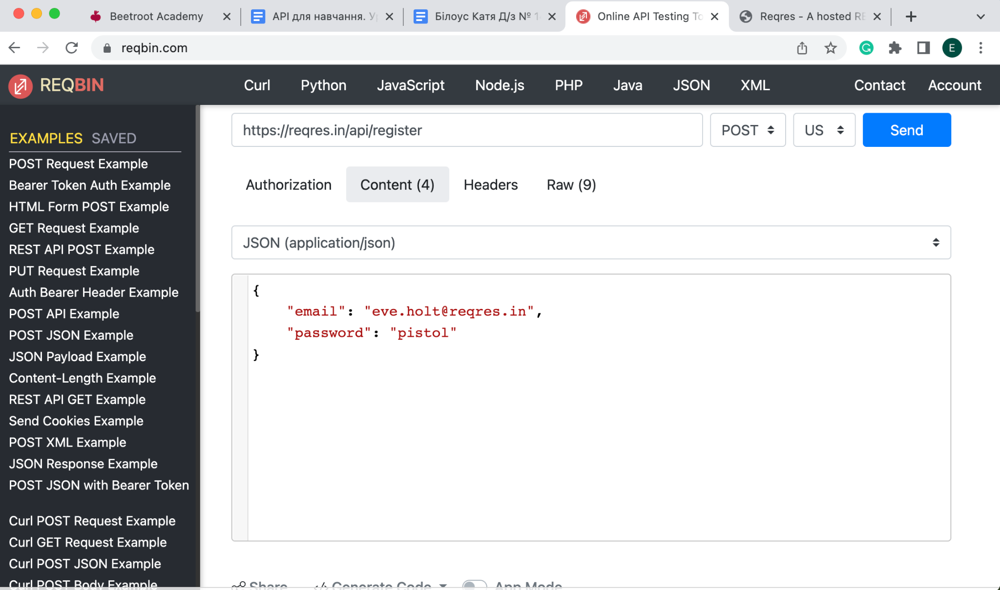 Beetroot Academy
API для навчання. У
Білоус Катя Д/з № 1
Online API Testing To
Reqres - A hosted RE
reqbin.com
E
REQBIN
Curl Python JavaScript Node.js PHP Java JSON XML Contact Account
EXAMPLES SAVED
POST Request Example
Bearer Token Auth Example
HTML Form POST Example
GET Request Example
REST API POST Example
PUT Request Example
Auth Bearer Header Example
POST API Example
POST JSON Example
JSON Payload Example
Content-Length Example
REST API GET Example
Send Cookies Example
POST XML Example
JSON Response Example
POST JSON with Bearer Token
Curl POST Request Example
Curl GET Request Example
Curl POST JSON Example
Curl POST Body Example
https://reqres.in/api/register POST US Send
Authorization Content (4) Headers Raw (9)
JSON (application/json)
{
"email": "eve.holt@reqres.in",
"password": "pistol"
}
Share Generate Code App Mode